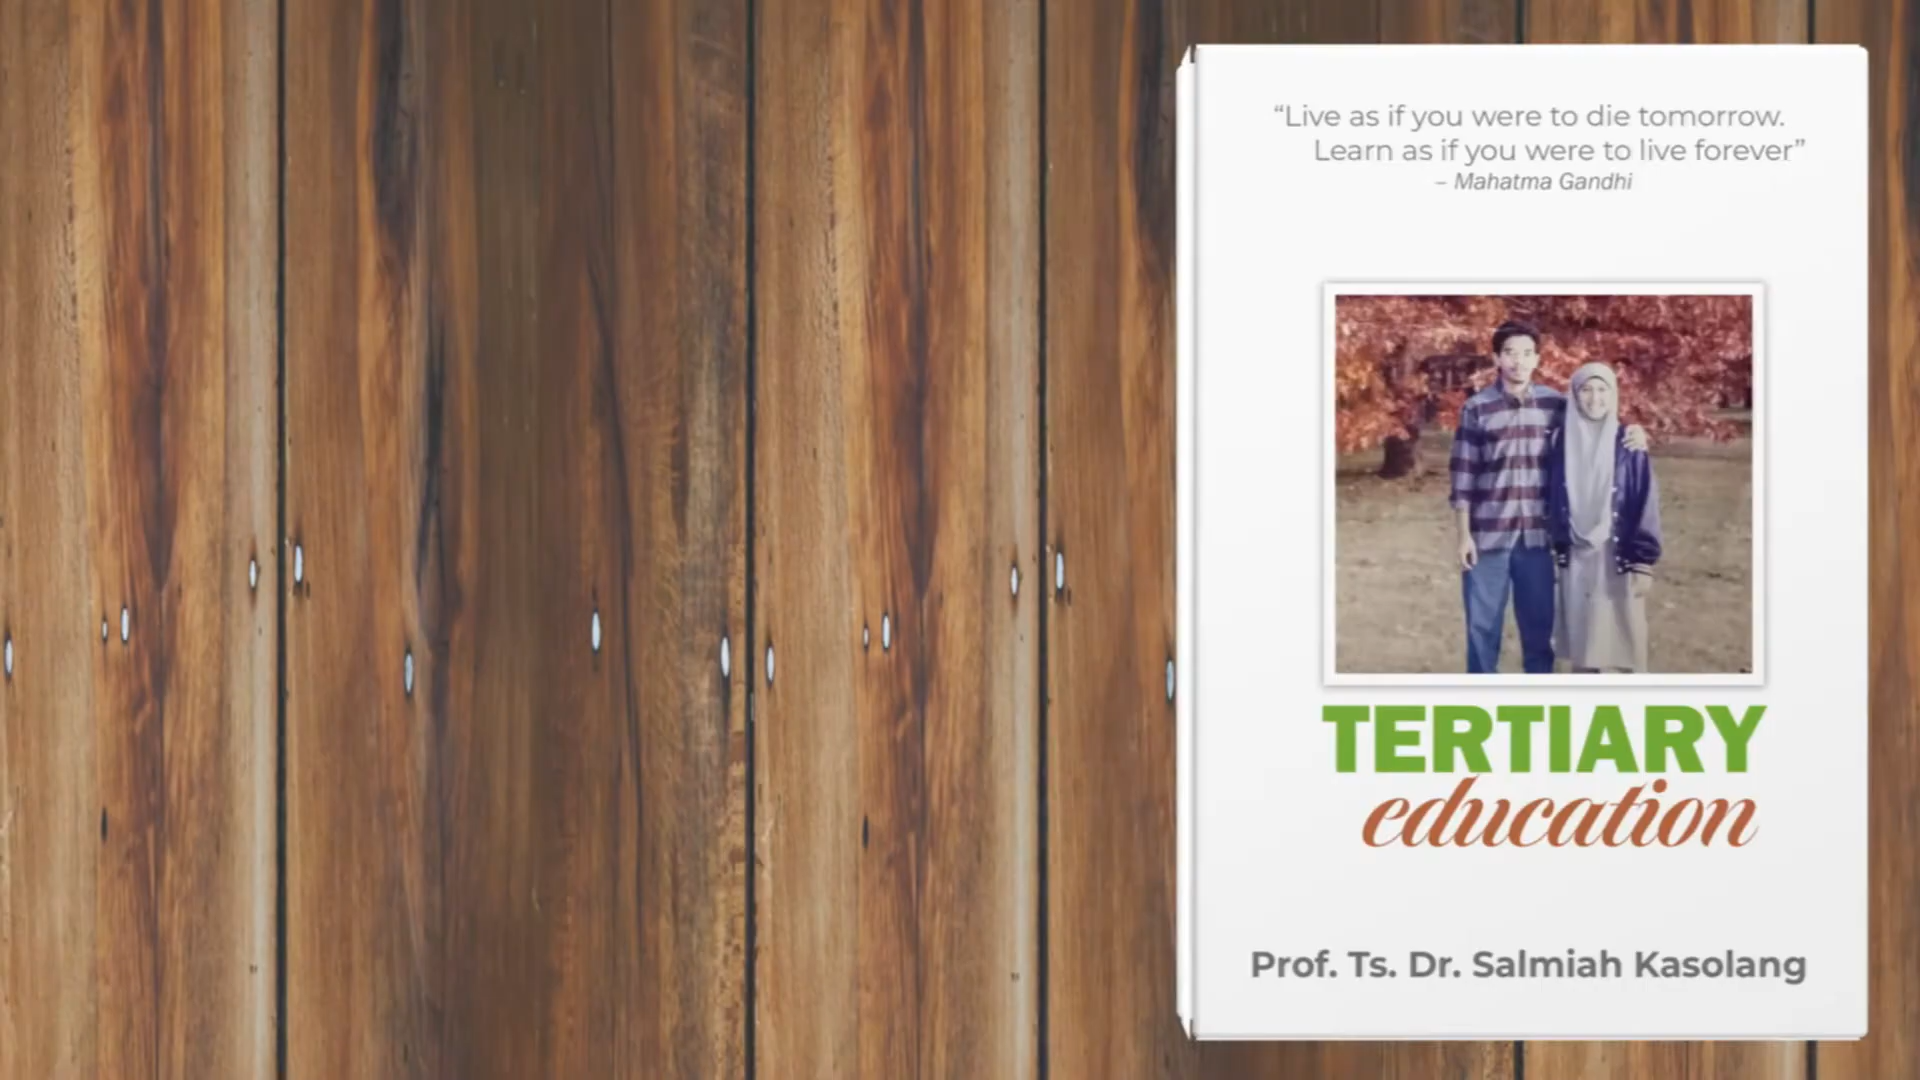 “Live as if you were to die tomorrow.
Learn as if you were to live forever”
– Mahatma Gandhi
TERTIARY
education
Prof. Ts. Dr. Salmiah Kasolang